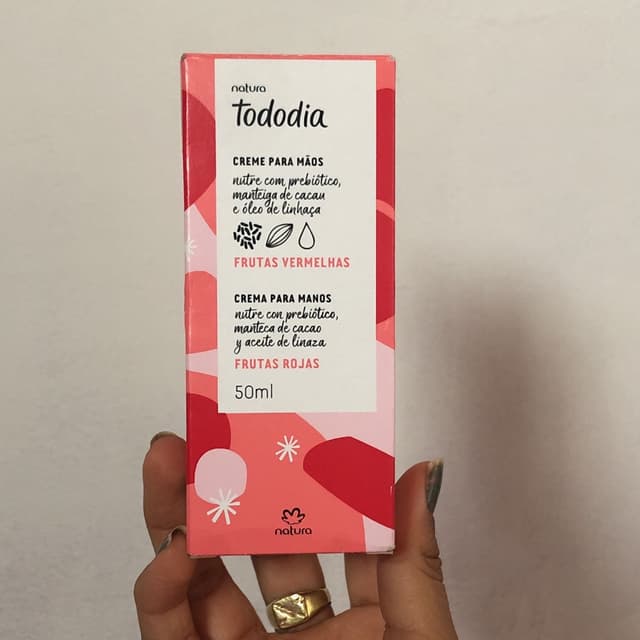 natura
Tododia
CREME PARA MÃOS
nutre com prebiótico,
manteiga de cacau
e óleo de linhaça
FRUTAS VERMELHAS
CREMA PARA MANOS
nutre con prebiótico,
manteca de cacao
y aceite de linaza
FRUTAS ROJAS
50ml
natura